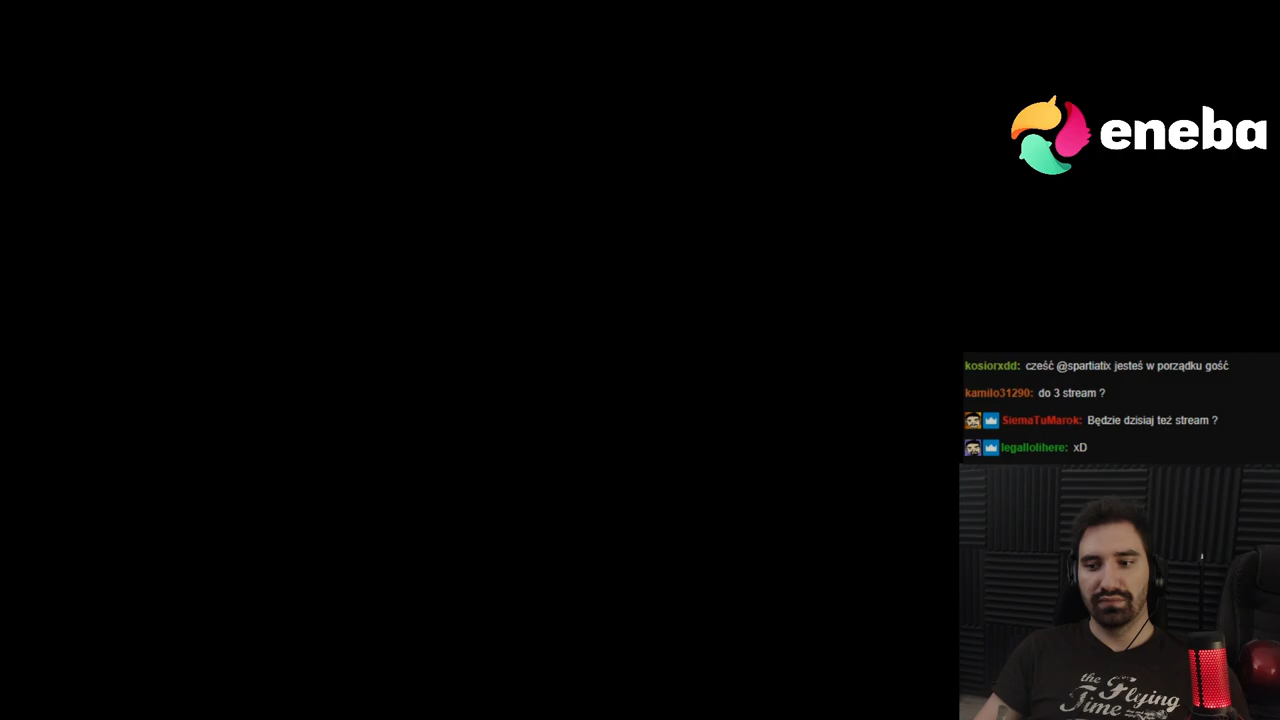 eneba
kosiorxdd: cześć @spartiatix jesteś w porządku gość
kamilo31290: do 3 stream ?
SiemaTuMarok: Będzie dzisiaj też stream ?
legallolihere: xD
the Flying
Time